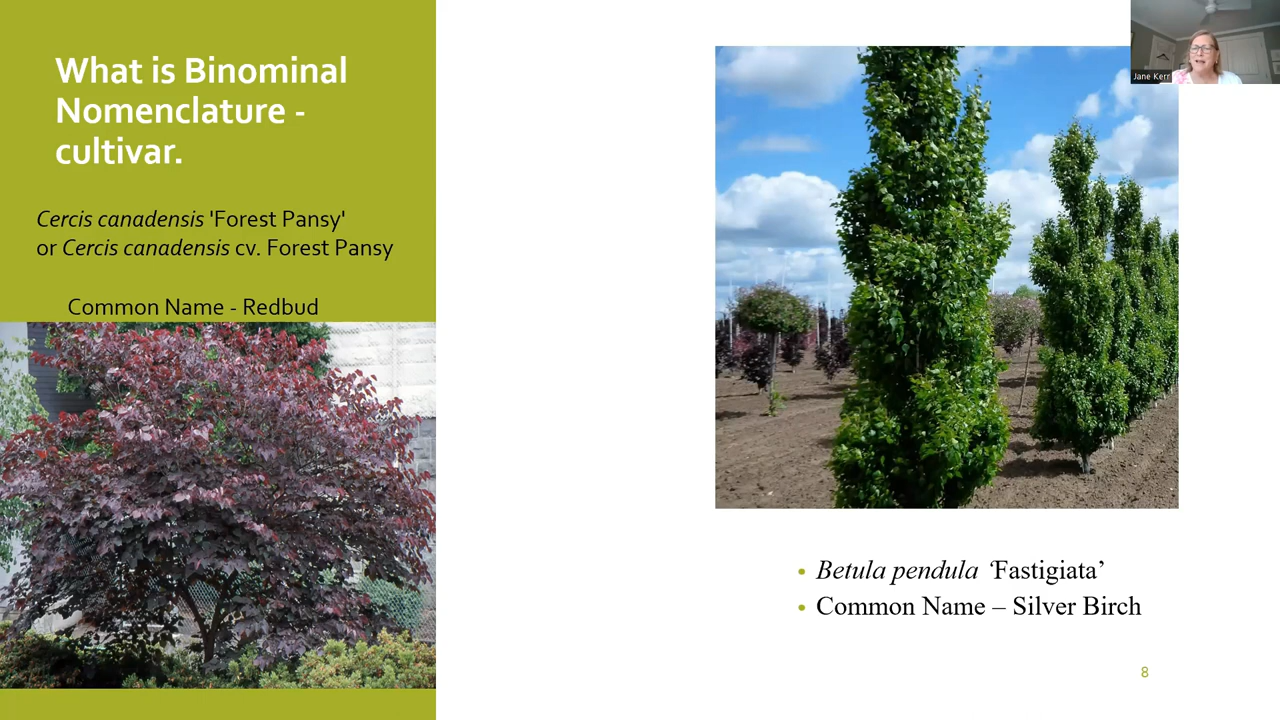 What is Binominal
Nomenclature -
cultivar.
Cercis canadensis 'Forest Pansy'
or Cercis canadensis cv. Forest Pansy
Common Name - Redbud
Jane Kerr
• Betula pendula ‘Fastigiata’
• Common Name – Silver Birch
8